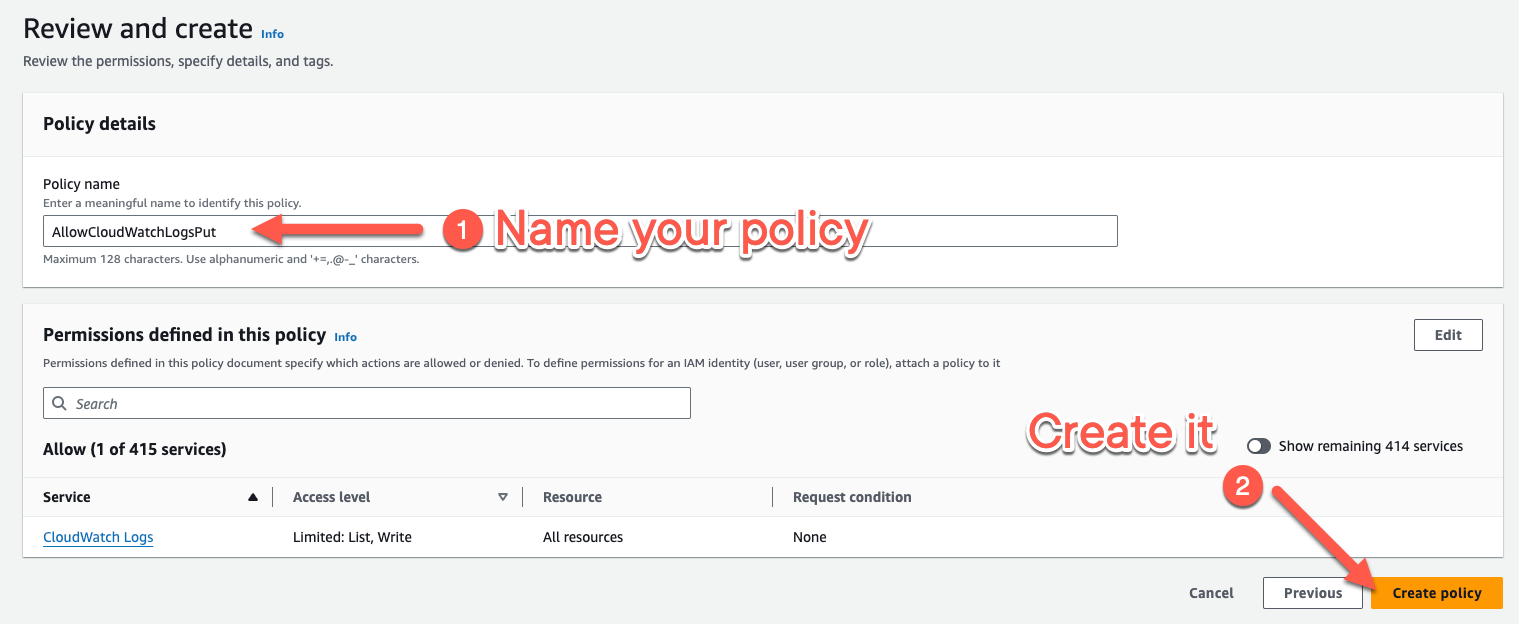 Review and create Info
Review the permissions, specify details, and tags.
Policy details
Policy name
Enter a meaningful name to identify this policy.
AllowCloudWatchLogsPut
1 Name your policy
Maximum 128 characters. Use alphanumeric and '+=,.@-_' characters.
Permissions defined in this policy Info
Edit
Permissions defined in this policy document specify which actions are allowed or denied. To define permissions for an IAM identity (user, user group, or role), attach a policy to it
Search
Create it
Allow (1 of 415 services)
Show remaining 414 services
2
Service Access level Resource Request condition
CloudWatch Logs Limited: List, Write All resources None
Cancel Previous Create policy